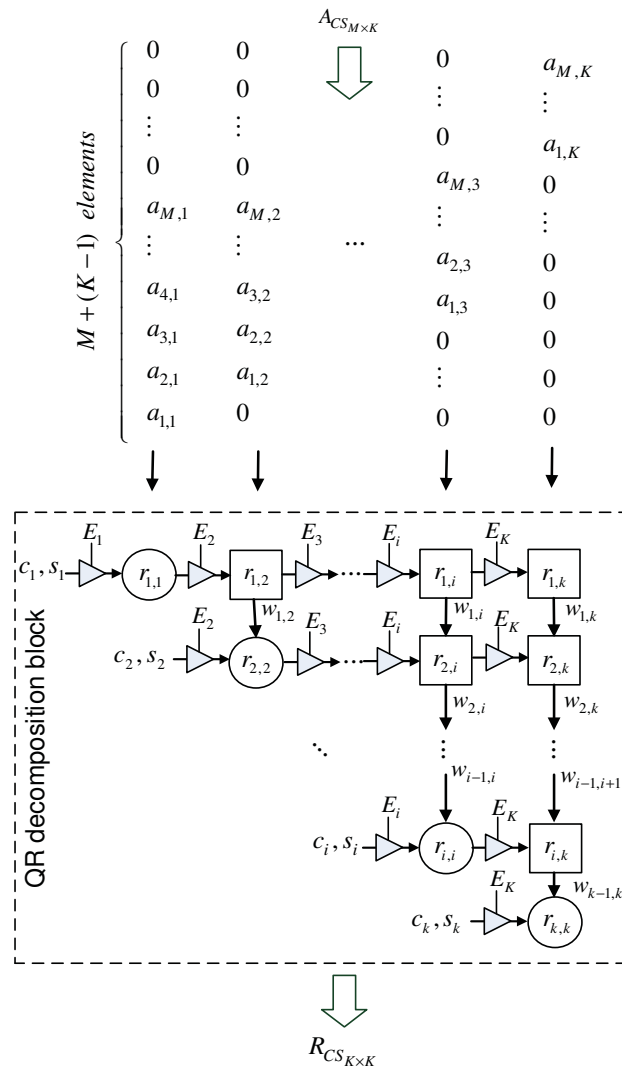 A_{CS_{M×K}}
0 0 0 a_{M,K}
0 0 ⋮ ⋮
⋮ ⋮ 0 a_{1,K}
0 0 a_{M,3} 0
a_{M,1} a_{M,2} ⋮ ⋮
⋮ ⋮ ... a_{2,3} 0
a_{4,1} a_{3,2} a_{1,3} 0
a_{3,1} a_{2,2} 0 0
a_{2,1} a_{1,2} ⋮ 0
a_{1,1} 0 0 0
M + (K − 1) elements
QR decomposition block
E_1 E_2 E_3 E_i E_K
c_1, s_1 r_{1,1} r_{1,2} ... r_{1,i} r_{1,k}
w_{1,2} w_{1,i} w_{1,k}
E_2 E_3 E_i E_K
c_2, s_2 r_{2,2} ... r_{2,i} r_{2,k}
w_{2,i} w_{2,k}
⋱ ⋮ ⋮
w_{i−1,i} w_{i−1,i+1}
E_i E_K
c_i, s_i r_{i,i} r_{i,k}
E_K w_{k−1,k}
c_k, s_k r_{k,k}
R_{CS_{K×K}}